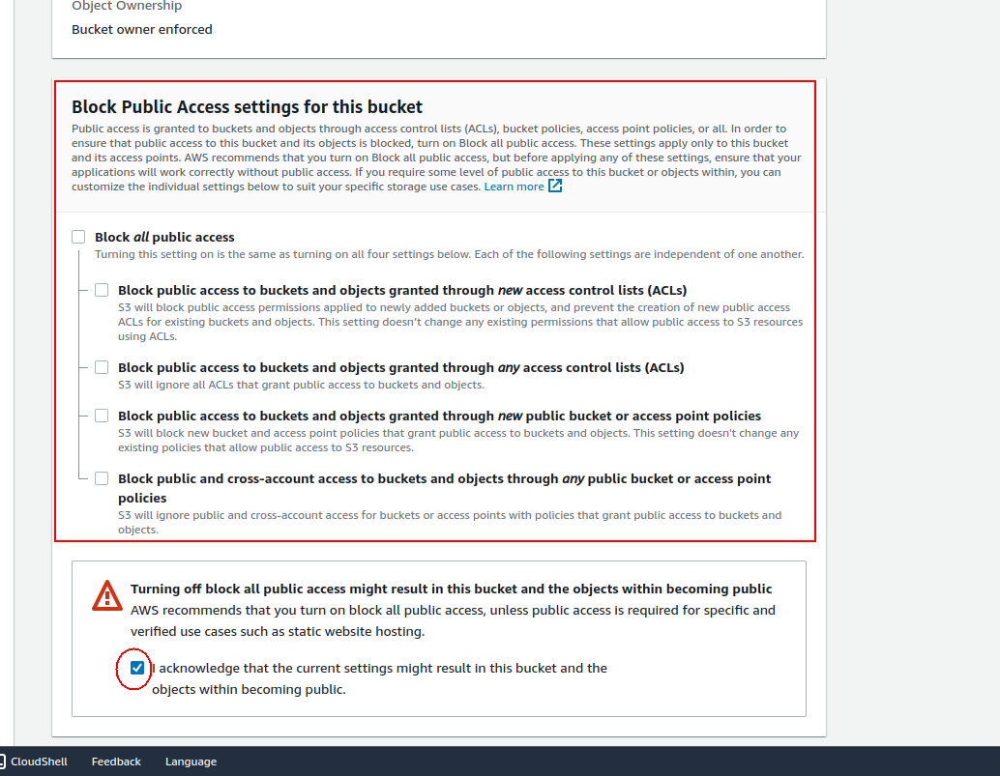 Object Ownership
Bucket owner enforced
Block Public Access settings for this bucket
Public access is granted to buckets and objects through access control lists (ACLs), bucket policies, access point policies, or all. In order to
ensure that public access to this bucket and its objects is blocked, turn on Block all public access. These settings apply only to this bucket
and its access points. AWS recommends that you turn on Block all public access, but before applying any of these settings, ensure that your
applications will work correctly without public access. If you require some level of public access to this bucket or objects within, you can
customize the individual settings below to suit your specific storage use cases. Learn more
Block all public access
Turning this setting on is the same as turning on all four settings below. Each of the following settings are independent of one another.
Block public access to buckets and objects granted through new access control lists (ACLs)
S3 will block public access permissions applied to newly added buckets or objects, and prevent the creation of new public access
ACLs for existing buckets and objects. This setting doesn't change any existing permissions that allow public access to S3 resources
using ACLs.
Block public access to buckets and objects granted through any access control lists (ACLs)
S3 will ignore all ACLs that grant public access to buckets and objects.
Block public access to buckets and objects granted through new public bucket or access point policies
S3 will block new bucket and access point policies that grant public access to buckets and objects. This setting doesn't change any
existing policies that allow public access to S3 resources.
Block public and cross-account access to buckets and objects through any public bucket or access point
policies
S3 will ignore public and cross-account access for buckets or access points with policies that grant public access to buckets and
objects.
Turning off block all public access might result in this bucket and the objects within becoming public
AWS recommends that you turn on block all public access, unless public access is required for specific and
verified use cases such as static website hosting.
I acknowledge that the current settings might result in this bucket and the
objects within becoming public.
CloudShell Feedback Language